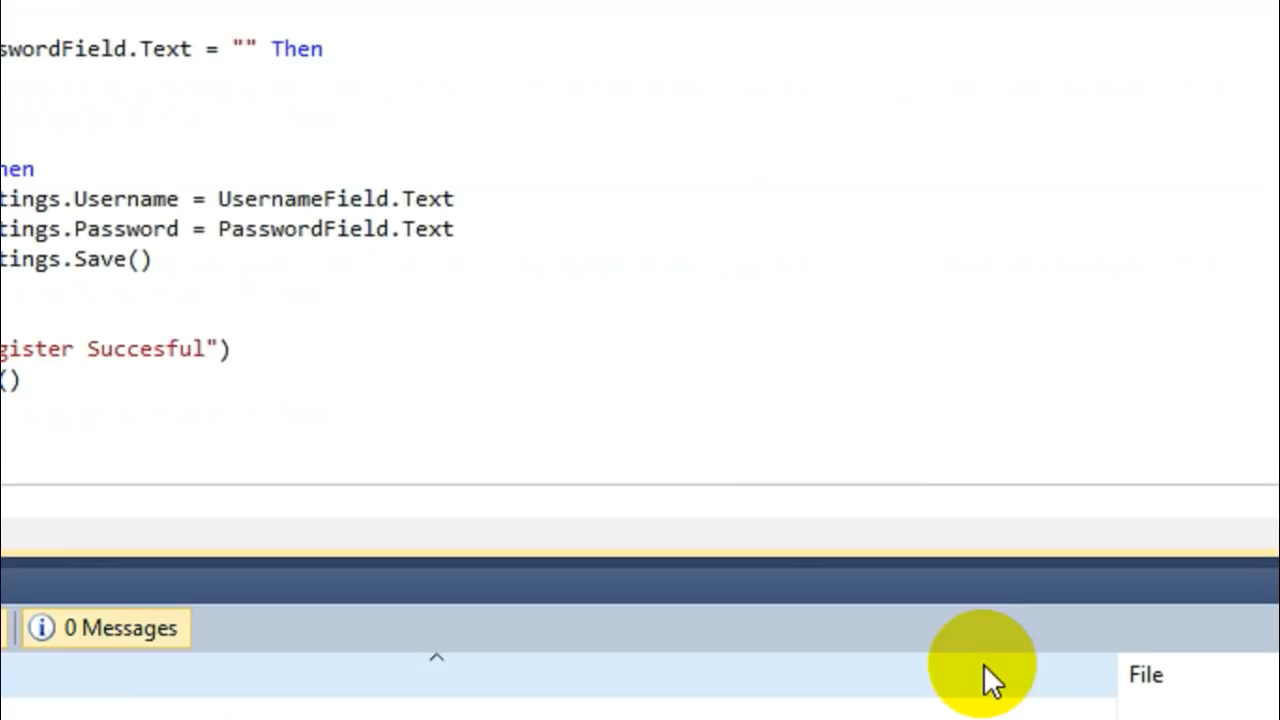 swordField.Text = "" Then
hen
tings.Username = UsernameField.Text
tings.Password = PasswordField.Text
tings.Save()
gister Succesful")
()
0 Messages
File